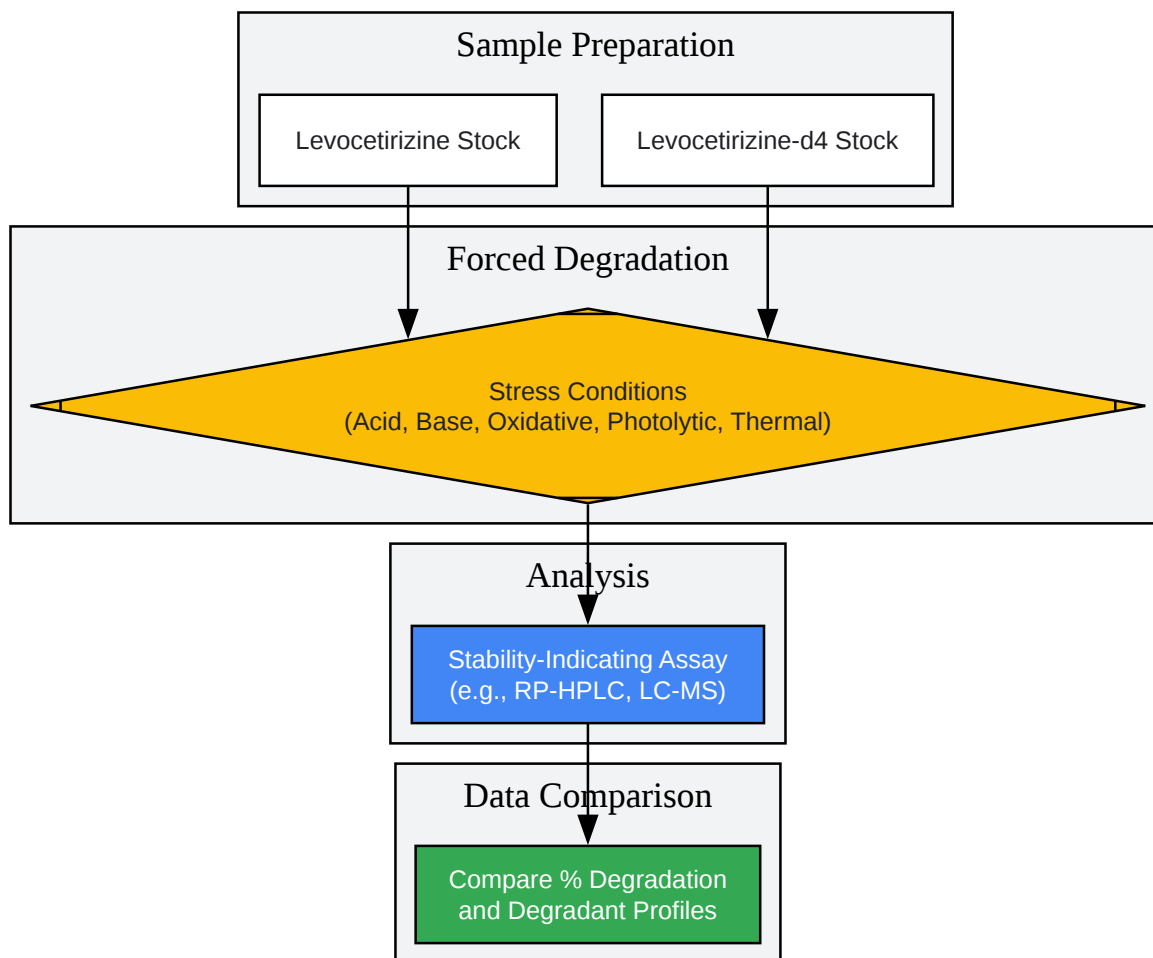 Sample Preparation
Levocetirizine Stock
Levocetirizine-d4 Stock
Forced Degradation
Stress Conditions
(Acid, Base, Oxidative, Photolytic, Thermal)
Analysis
Stability-Indicating Assay
(e.g., RP-HPLC, LC-MS)
Data Comparison
Compare % Degradation
and Degradant Profiles